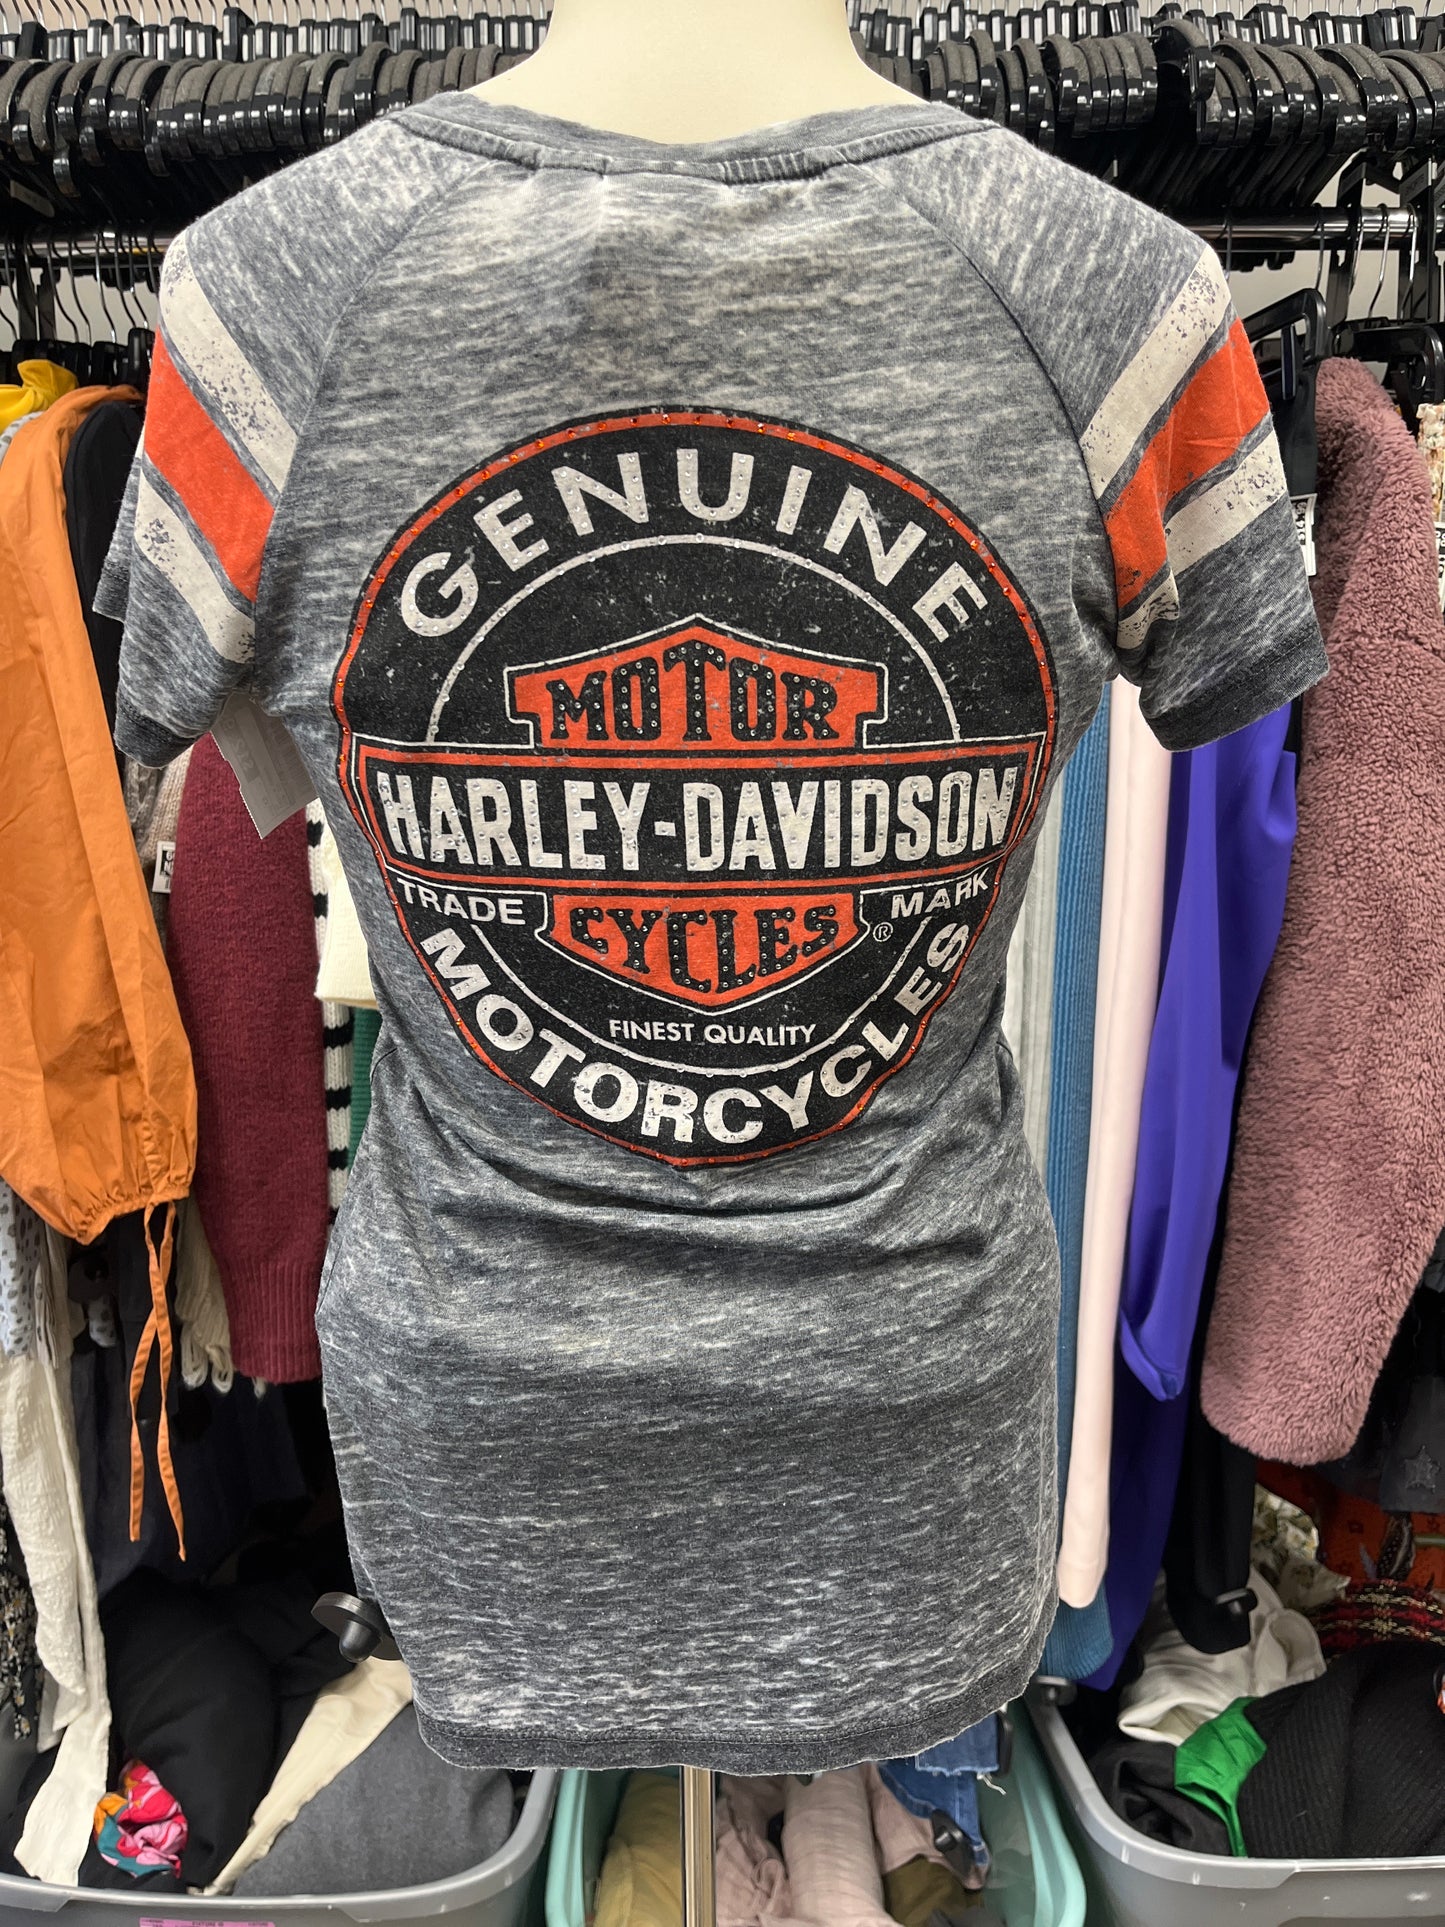 GENUINE
MOTOR
HARLEY-DAVIDSON
TRADE MARK
CYCLES ®
FINEST QUALITY
MOTORCYCLES